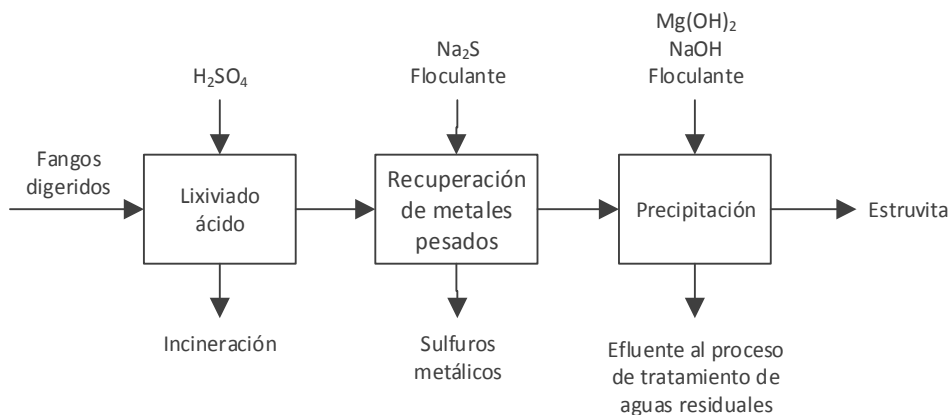 Mg(OH)₂
NaOH
Floculante
Na₂S
Floculante
H₂SO₄
Fangos
digeridos
Lixiviado
ácido
Recuperación
de metales
pesados
Precipitación
Estruvita
Incineración
Sulfuros
metálicos
Efluente al proceso
de tratamiento de
aguas residuales